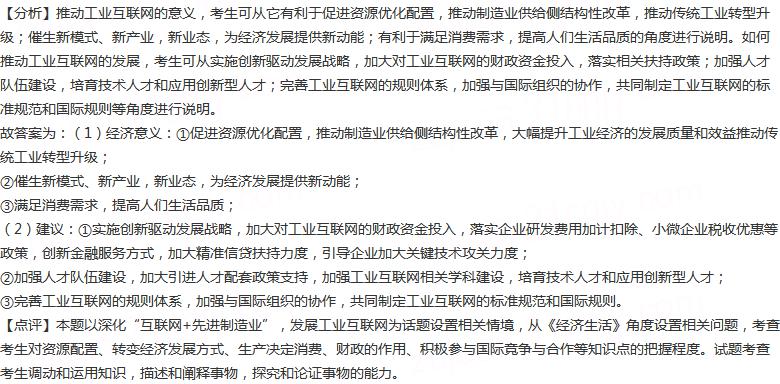 【分析】推动工业互联网的意义，考生可从它有利于促进资源优化配置，推动制造业供给侧结构性改革，推动传统工业转型升
级；催生新模式、新产业，新业态，为经济发展提供新动能；有利于满足消费需求，提高人们生活品质的角度进行说明。如何
推动工业互联网的发展，考生可从实施创新驱动发展战略，加大对工业互联网的财政资金投入，落实相关扶持政策；加强人才
队伍建设，培育技术人才和应用创新型人才；完善工业互联网的规则体系，加强与国际组织的协作，共同制定工业互联网的标
准规范和国际规则等角度进行说明。
故答案为：（1）经济意义：①促进资源优化配置，推动制造业供给侧结构性改革，大幅提升工业经济的发展质量和效益推动传
统工业转型升级；
②催生新模式、新产业，新业态，为经济发展提供新动能；
③满足消费需求，提高人们生活品质；
（2）建议：①实施创新驱动发展战略，加大对工业互联网的财政资金投入，落实企业研发费用加计扣除、小微企业税收优惠等
政策，创新金融服务方式，加大精准信贷扶持力度，引导企业加大关键技术攻关力度；
②加强人才队伍建设，加大引进人才配套政策支持，加强工业互联网相关学科建设，培育技术人才和应用创新型人才；
③完善工业互联网的规则体系，加强与国际组织的协作，共同制定工业互联网的标准规范和国际规则。
【点评】本题以深化“互联网+先进制造业”，发展工业互联网为话题设置相关情境，从《经济生活》角度设置相关问题，考查
考生对资源配置、转变经济发展方式、生产决定消费、财政的作用、积极参与国际竞争与合作等知识点的把握程度。试题考查
考生调动和运用知识，描述和阐释事物，探究和论证事物的能力。